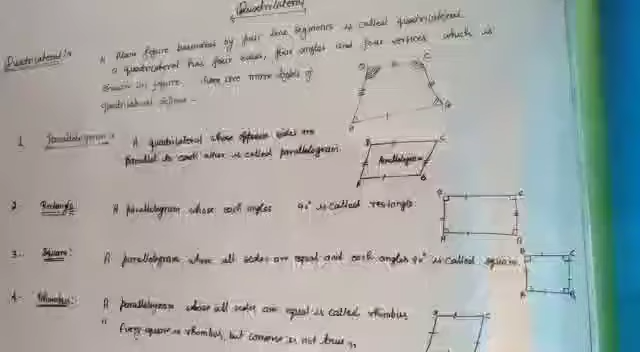 Quadrilateral
Quadrilateral :- A plane figure bounded by four line segments is called quadrilateral.
a quadrilateral has four sides, four angles and four vertices which is
shown in figure. here are more types of
quadrilateral follow -
D C
A B
1. Parallelogram :- A quadrilateral whose opposite sides are
parallel to each other is called parallelogram.
D C
Parallelogram
A B
2. Rectangle A parallelogram whose each angles 90° is called rectangle.
D C
A B
3. Square: A parallelogram whose all sides are equal and each angles 90° is called square.
D C
A B
4. Rhombus: A parallelogram whose all sides are equal is called rhombus
" Every square is rhombus, but converse is not true "
D C